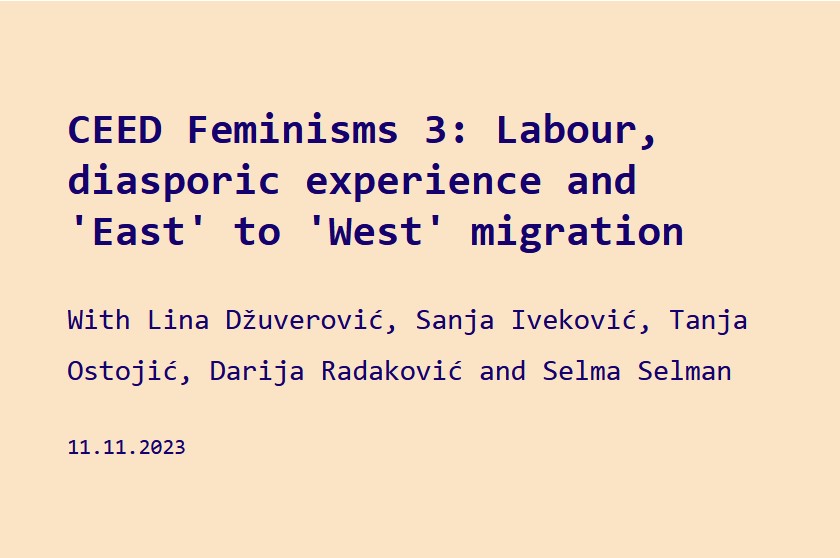 CEED Feminisms 3: Labour,
diasporic experience and
'East' to 'West' migration
With Lina Džuverović, Sanja Iveković, Tanja
Ostojić, Darija Radaković and Selma Selman
11.11.2023